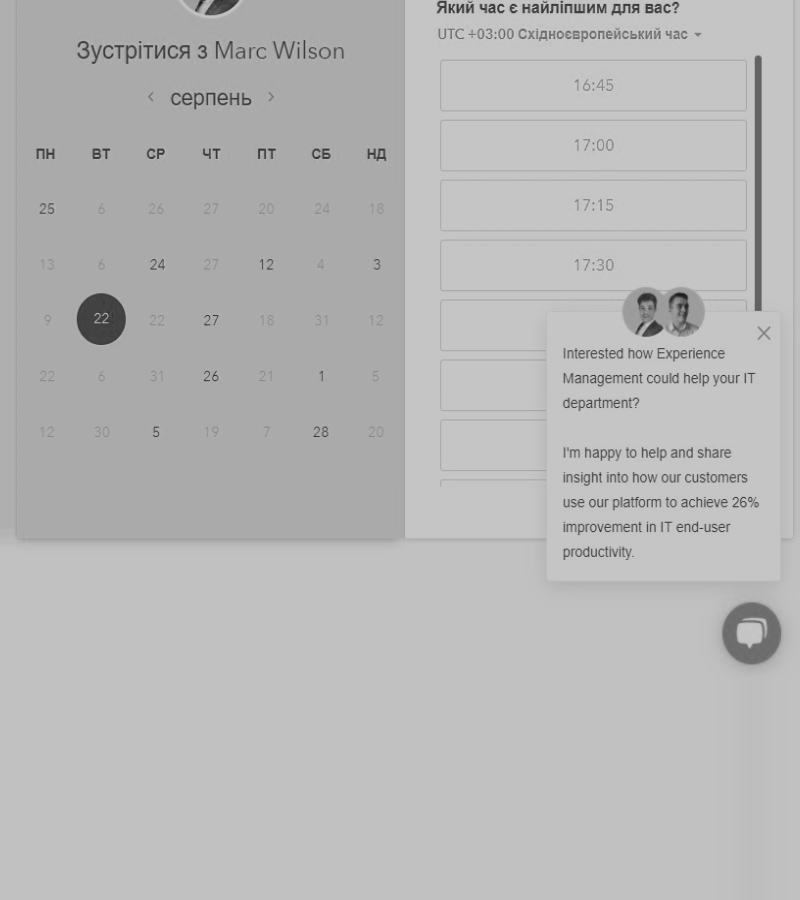 Зустрітися з Marc Wilson
серпень
ПН ВТ СР ЧТ ПТ СБ НД
25 6 26 27 20 24 18
13 6 24 27 12 4 3
9 22 22 27 18 31 12
22 6 31 26 21 1 5
12 30 5 19 7 28 20
Який час є найліпшим для вас?
UTC +03:00 Східноєвропейський час
16:45
17:00
17:15
17:30
Interested how Experience
Management could help your IT
department?
I'm happy to help and share
insight into how our customers
use our platform to achieve 26%
improvement in IT end-user
productivity.